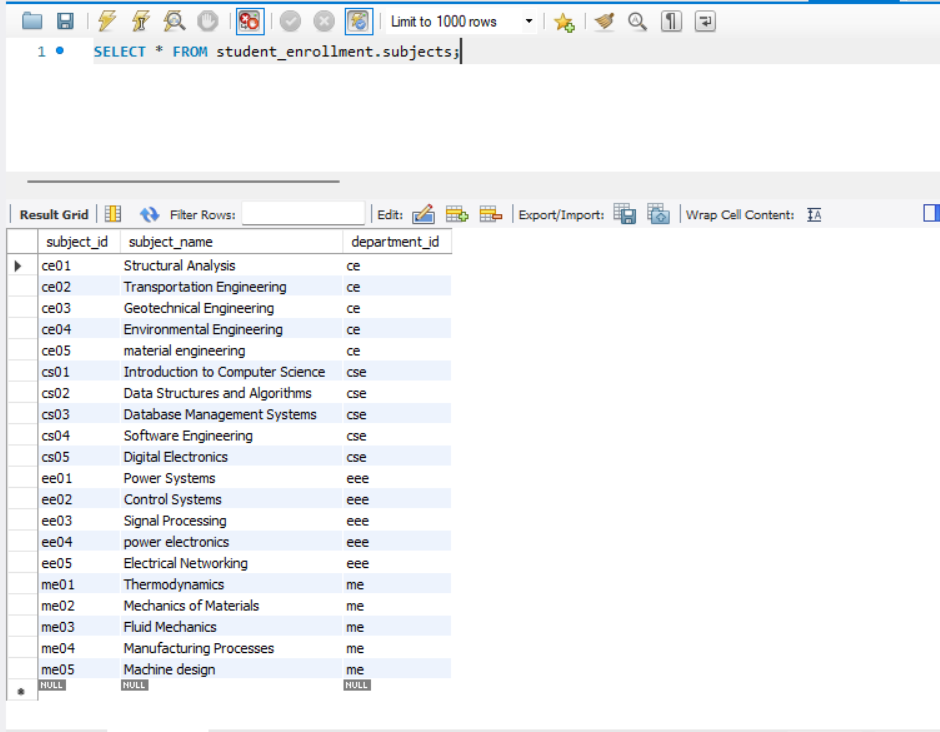 Limit to 1000 rows
1 SELECT * FROM student_enrollment.subjects;
Result Grid Filter Rows: Edit: Export/Import: Wrap Cell Content: IA
subject_id subject_name department_id
ce01 Structural Analysis ce
ce02 Transportation Engineering ce
ce03 Geotechnical Engineering ce
ce04 Environmental Engineering ce
ce05 material engineering ce
cs01 Introduction to Computer Science cse
cs02 Data Structures and Algorithms cse
cs03 Database Management Systems cse
cs04 Software Engineering cse
cs05 Digital Electronics cse
ee01 Power Systems eee
ee02 Control Systems eee
ee03 Signal Processing eee
ee04 power electronics eee
ee05 Electrical Networking eee
me01 Thermodynamics me
me02 Mechanics of Materials me
me03 Fluid Mechanics me
me04 Manufacturing Processes me
me05 Machine design me
NULL NULL NULL